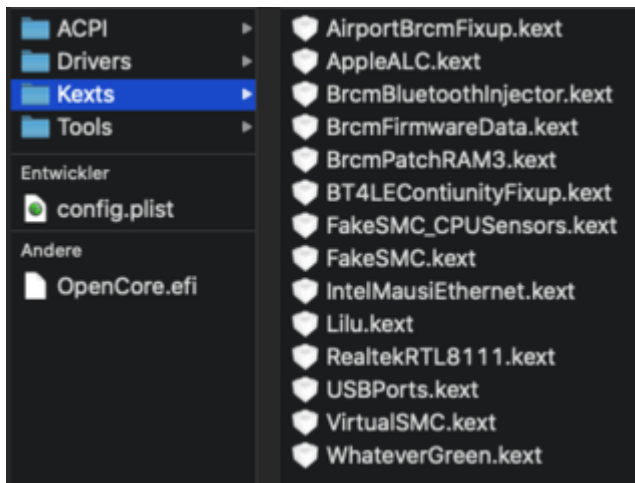 ACPI
Drivers
Kexts
Tools
Entwickler
config.plist
Andere
OpenCore.efi
AirportBrcmFixup.kext
AppleALC.kext
BrcmBluetoothInjector.kext
BrcmFirmwareData.kext
BrcmPatchRAM3.kext
BT4LEContiunityFixup.kext
FakeSMC_CPUSensors.kext
FakeSMC.kext
IntelMausiEthernet.kext
Lilu.kext
RealtekRTL8111.kext
USBPorts.kext
VirtualSMC.kext
WhateverGreen.kext